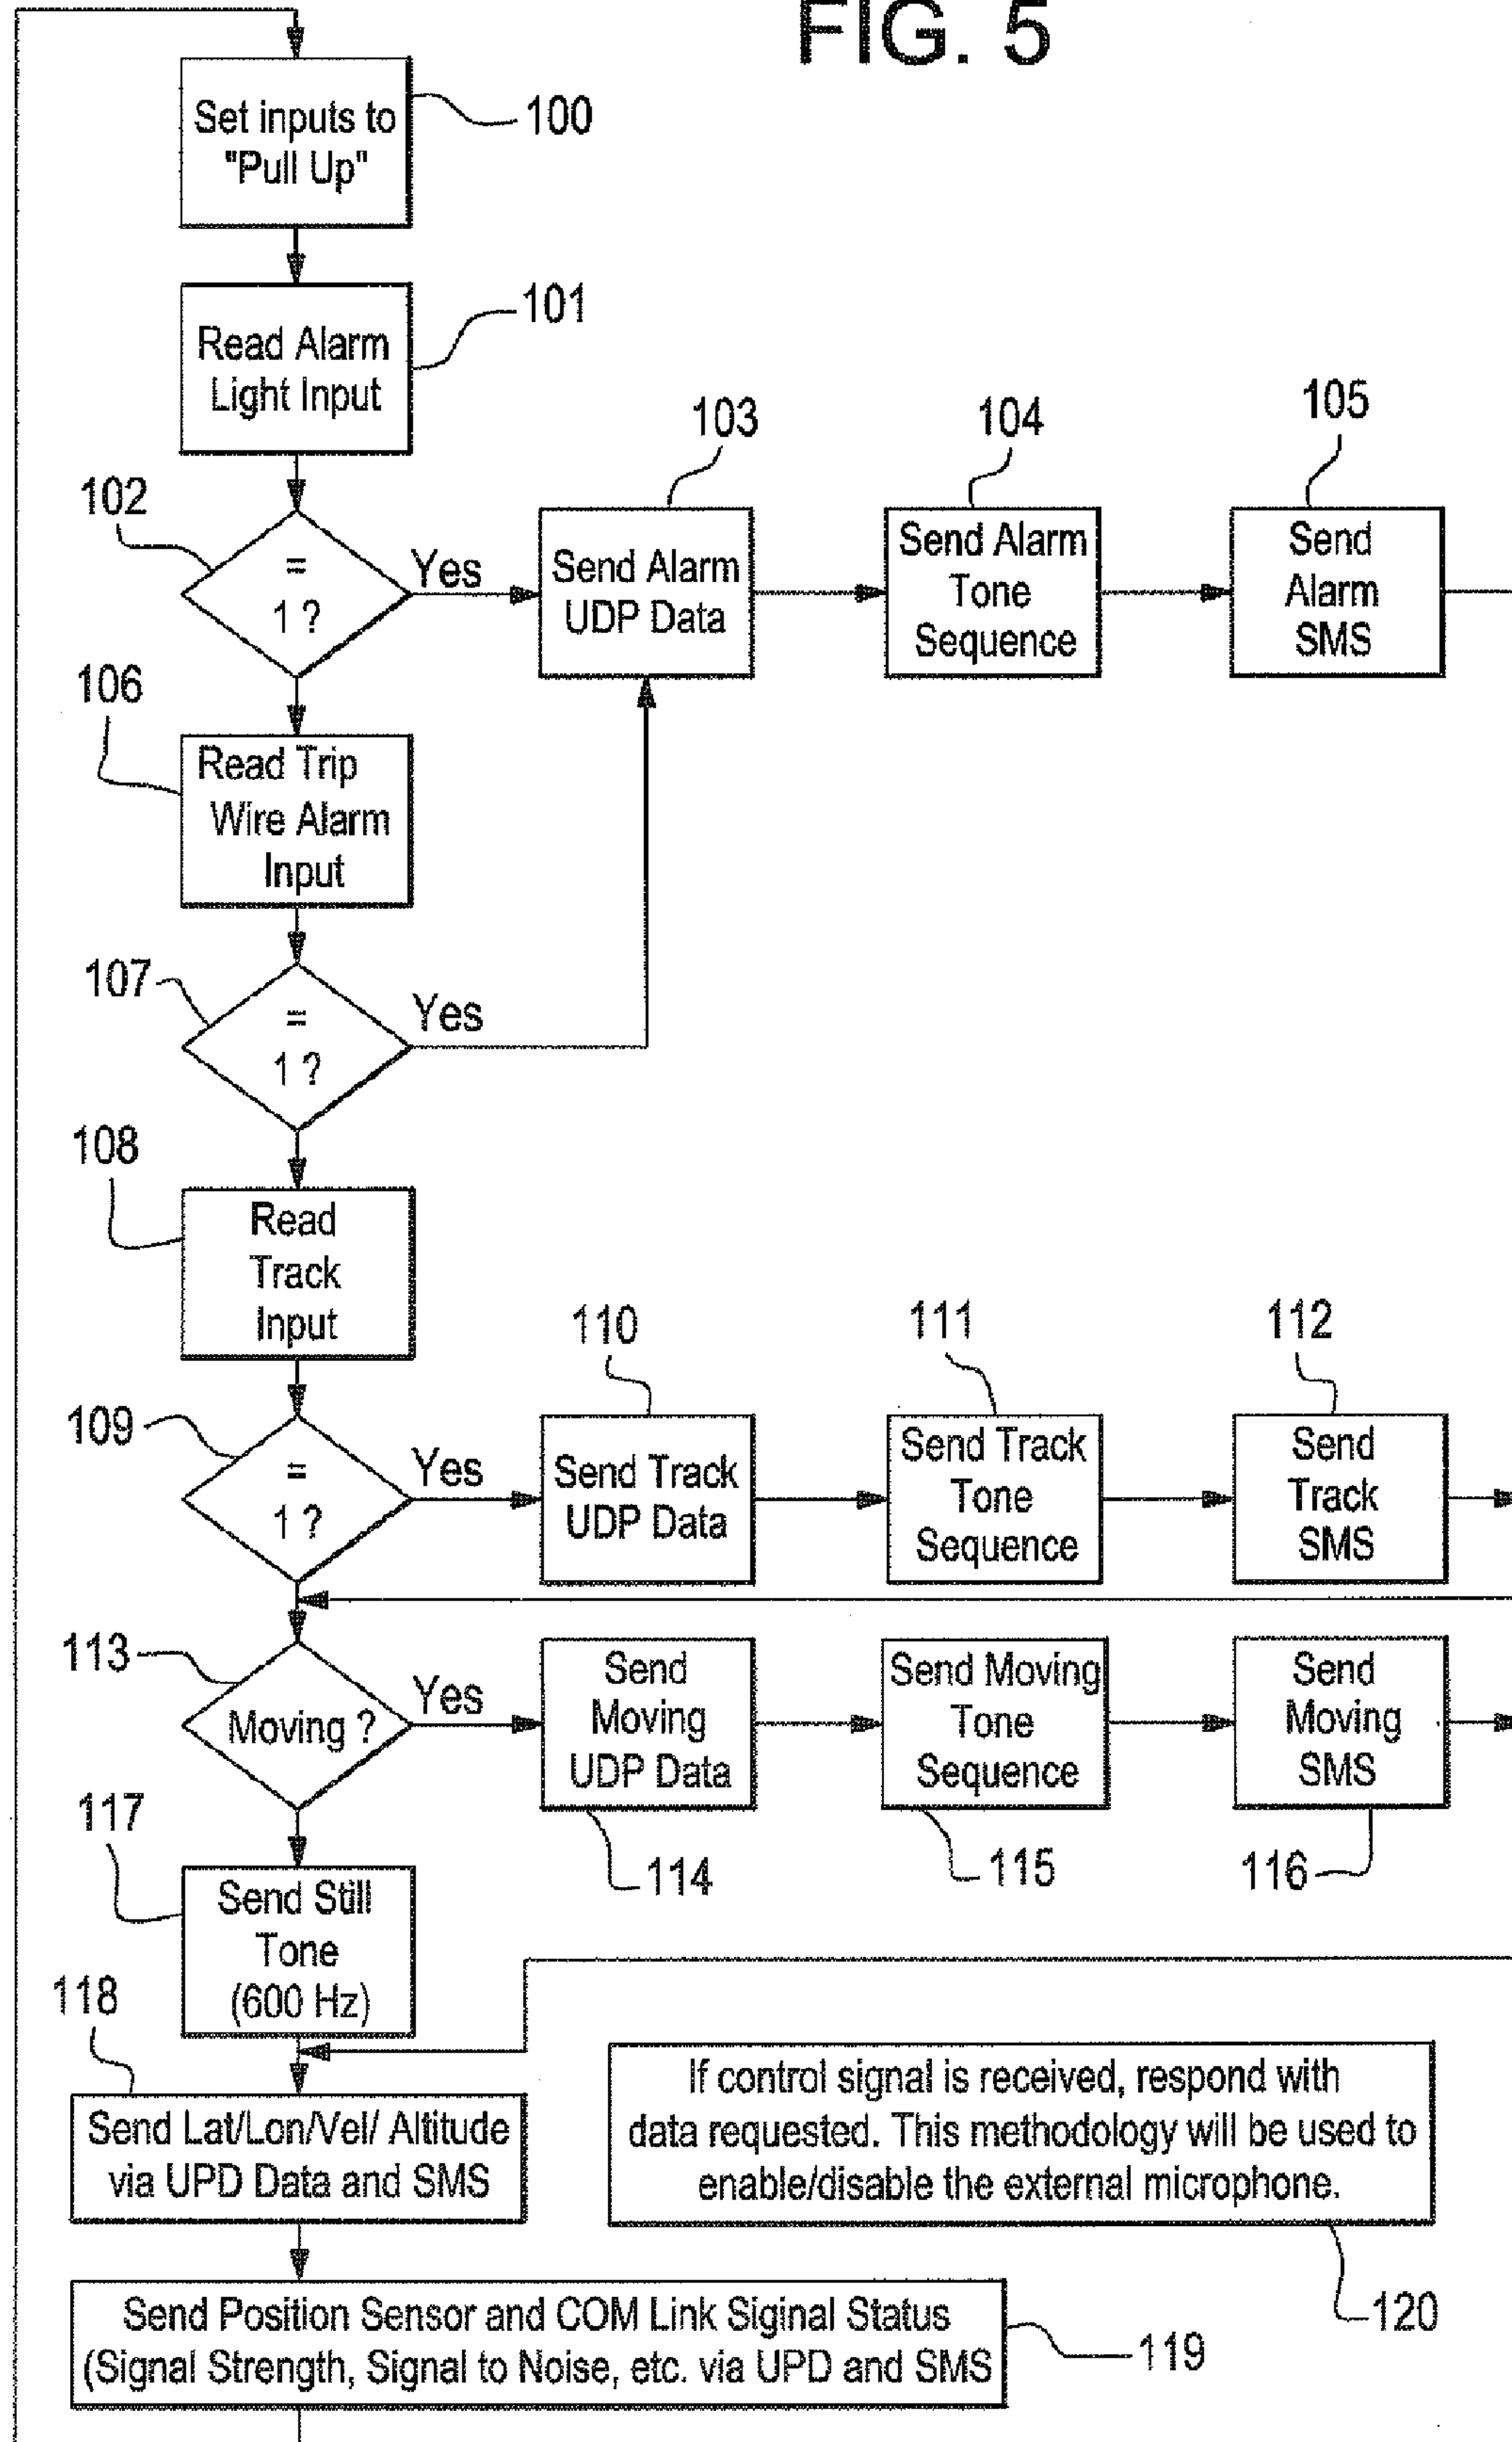 FIG. 5
Set inputs to
"Pull Up"
100
Read Alarm
Light Input
101
102
=
1 ?
Yes
103
Send Alarm
UDP Data
104
Send Alarm
Tone
Sequence
105
Send
Alarm
SMS
106
Read Trip
Wire Alarm
Input
107
=
1 ?
Yes
108
Read
Track
Input
109
=
1 ?
Yes
110
Send Track
UDP Data
111
Send Track
Tone
Sequence
112
Send
Track
SMS
113
Moving ?
Yes
Send
Moving
UDP Data
114
Send Moving
Tone
Sequence
115
Send
Moving
SMS
116
117
Send Still
Tone
(600 Hz)
118
Send Lat/Lon/Vel/ Altitude
via UPD Data and SMS
If control signal is received, respond with
data requested. This methodology will be used to
enable/disable the external microphone.
120
Send Position Sensor and COM Link Siginal Status
(Signal Strength, Signal to Noise, etc. via UPD and SMS
119